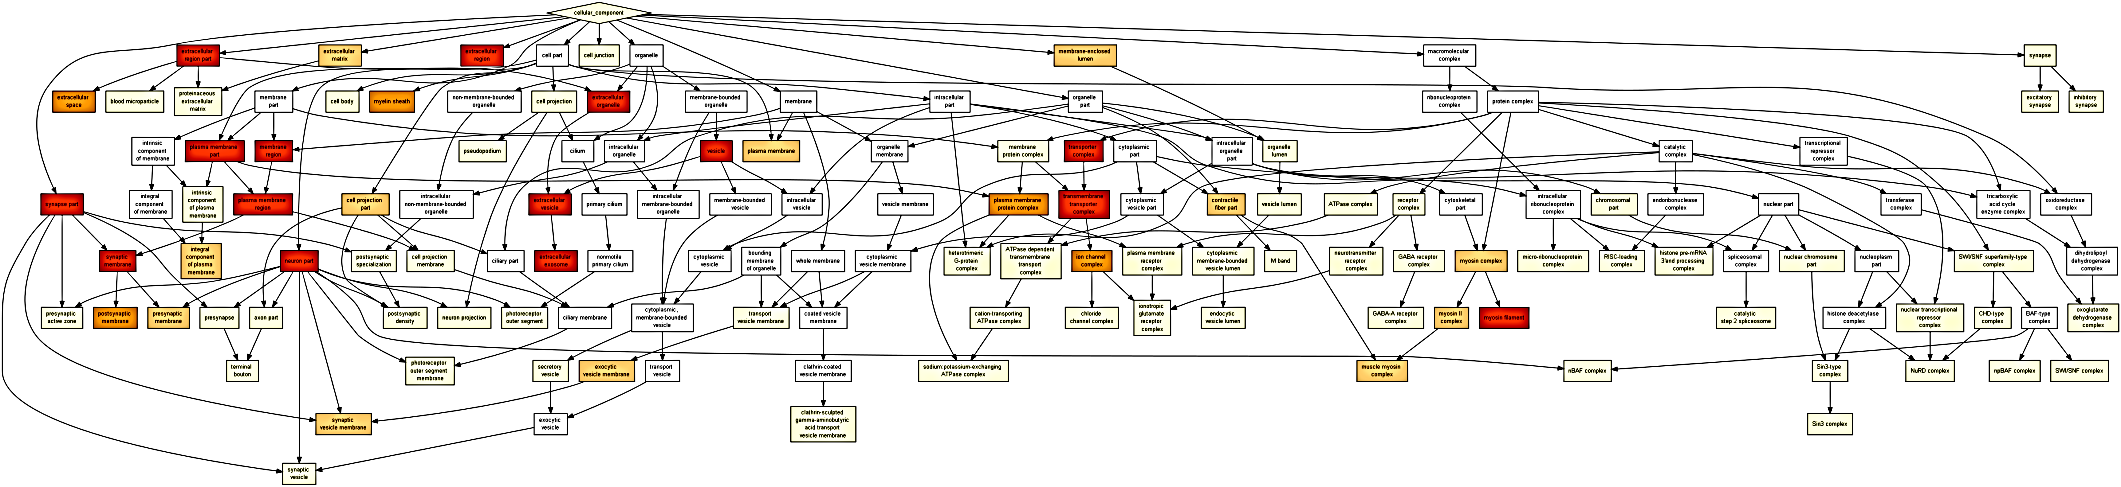 cellular_component
extracellular
region part
extracellular
matrix
extracellular
region
cell part
cell junction
organelle
membrane-enclosed
lumen
macromolecular
complex
synapse
extracellular
space
blood microparticle
proteinaceous
extracellular
matrix
membrane
part
cell body
myelin sheath
non-membrane-bounded
organelle
cell projection
extracellular
organelle
membrane-bounded
organelle
membrane
intracellular
part
organelle
part
ribonucleoprotein
complex
protein complex
excitatory
synapse
inhibitory
synapse
intrinsic
component
of membrane
plasma membrane
part
membrane
region
pseudopodium
cilium
intracellular
organelle
vesicle
plasma membrane
organelle
membrane
membrane
protein complex
transporter
complex
cytoplasmic
part
intracellular
organelle
part
organelle
lumen
catalytic
complex
transcriptional
repressor
complex
synapse part
integral
component
of membrane
intrinsic
component
of plasma
membrane
plasma membrane
region
cell projection
part
intracellular
non-membrane-bounded
organelle
extracellular
vesicle
primary cilium
intracellular
membrane-bounded
organelle
membrane-bounded
vesicle
intracellular
vesicle
vesicle membrane
plasma membrane
protein complex
transmembrane
transporter
complex
cytoplasmic
vesicle part
contractile
fiber part
vesicle lumen
ATPase complex
receptor
complex
cytoskeletal
part
intracellular
ribonucleoprotein
complex
chromosomal
part
endonuclease
complex
nuclear part
transferase
complex
tricarboxylic
acid cycle
enzyme complex
oxidoreductase
complex
synaptic
membrane
integral
component
of plasma
membrane
neuron part
postsynaptic
specialization
cell projection
membrane
ciliary part
extracellular
exosome
nonmotile
primary cilium
cytoplasmic
vesicle
bounding
membrane
of organelle
whole membrane
cytoplasmic
vesicle membrane
heterotrimeric
G-protein
complex
ATPase dependent
transmembrane
transport
complex
ion channel
complex
plasma membrane
receptor
complex
cytoplasmic
membrane-bounded
vesicle lumen
M band
neurotransmitter
receptor
complex
GABA receptor
complex
myosin complex
micro-ribonucleoprotein
complex
RISC-loading
complex
histone pre-mRNA
3'end processing
complex
spliceosomal
complex
nuclear chromosome
part
nucleoplasm
part
SWI/SNF superfamily-type
complex
dihydrolipoyl
dehydrogenase
complex
presynaptic
active zone
postsynaptic
membrane
presynaptic
membrane
presynapse
axon part
postsynaptic
density
neuron projection
photoreceptor
outer segment
ciliary membrane
cytoplasmic,
membrane-bounded
vesicle
transport
vesicle membrane
coated vesicle
membrane
cation-transporting
ATPase complex
chloride
channel complex
ionotropic
glutamate
receptor
complex
endocytic
vesicle lumen
GABA-A receptor
complex
myosin II
complex
myosin filament
catalytic
step 2 spliceosome
histone deacetylase
complex
nuclear transcriptional
repressor
complex
CHD-type
complex
BAF-type
complex
oxoglutarate
dehydrogenase
complex
terminal
bouton
photoreceptor
outer segment
membrane
secretory
vesicle
exocytic
vesicle membrane
transport
vesicle
clathrin-coated
vesicle membrane
sodium:potassium-exchanging
ATPase complex
muscle myosin
complex
nBAF complex
Sin3-type
complex
NuRD complex
npBAF complex
SWI/SNF complex
synaptic
vesicle membrane
exocytic
vesicle
clathrin-sculpted
gamma-aminobutyric
acid transport
vesicle membrane
Sin3 complex
synaptic
vesicle